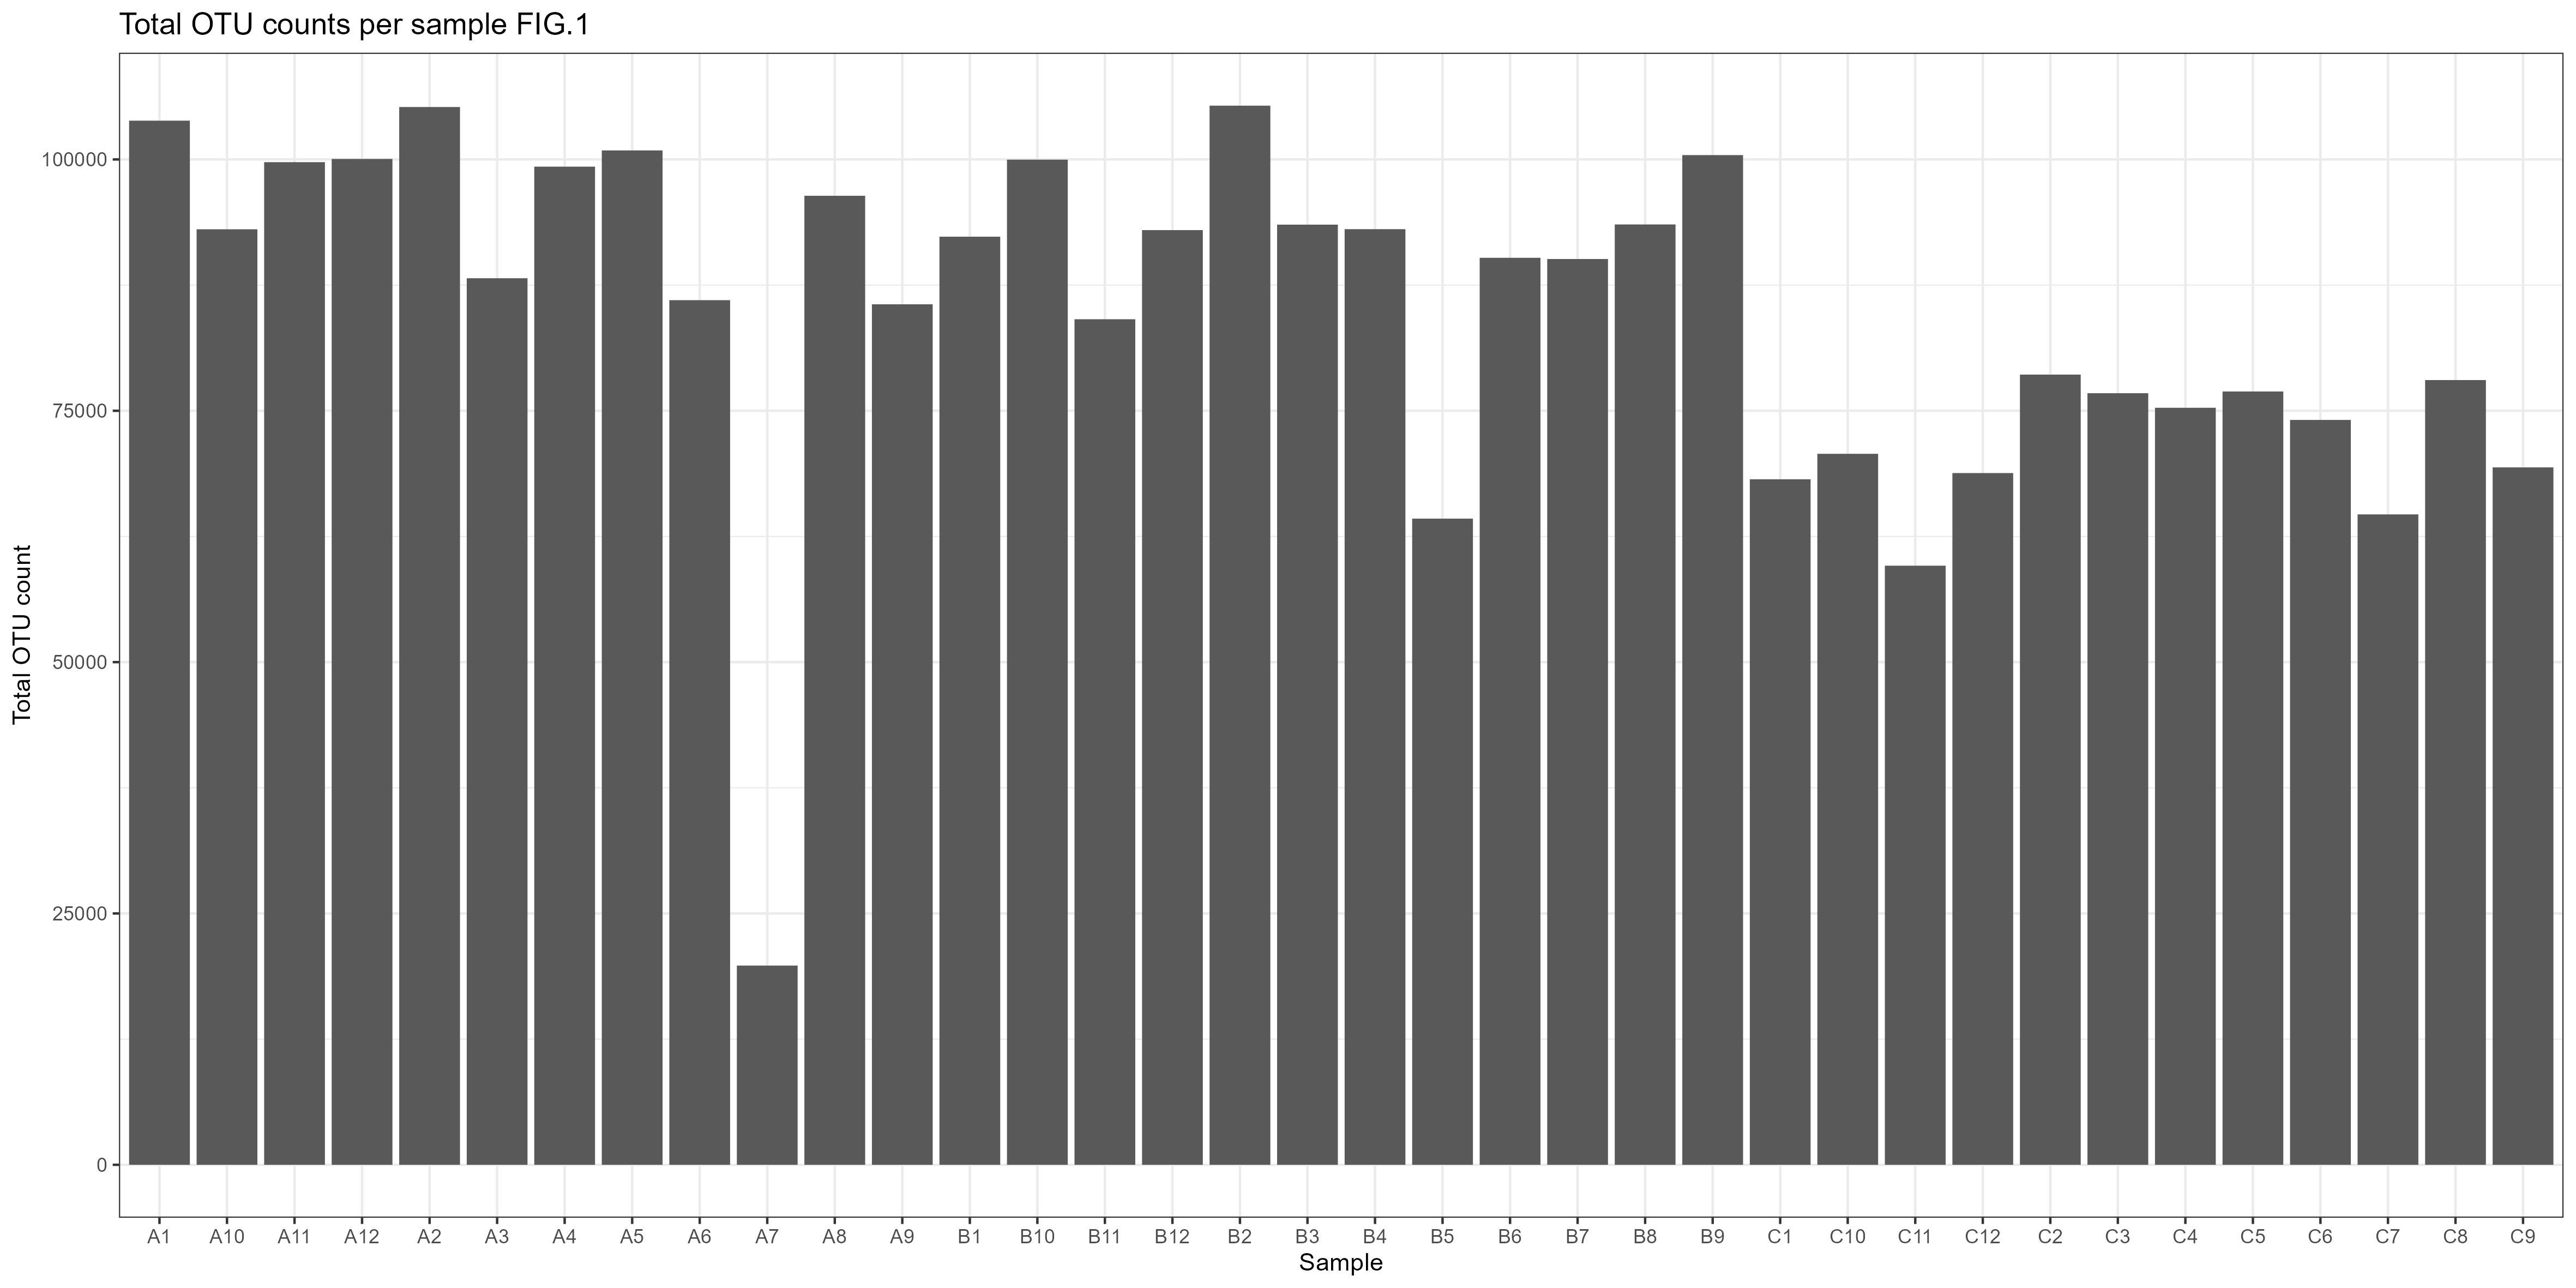 Total OTU counts per sample FIG.1
Total OTU count
100000
75000
50000
25000
0
A1 A10 A11 A12 A2 A3 A4 A5 A6 A7 A8 A9 B1 B10 B11 B12 B2 B3 B4 B5 B6 B7 B8 B9 C1 C10 C11 C12 C2 C3 C4 C5 C6 C7 C8 C9
Sample